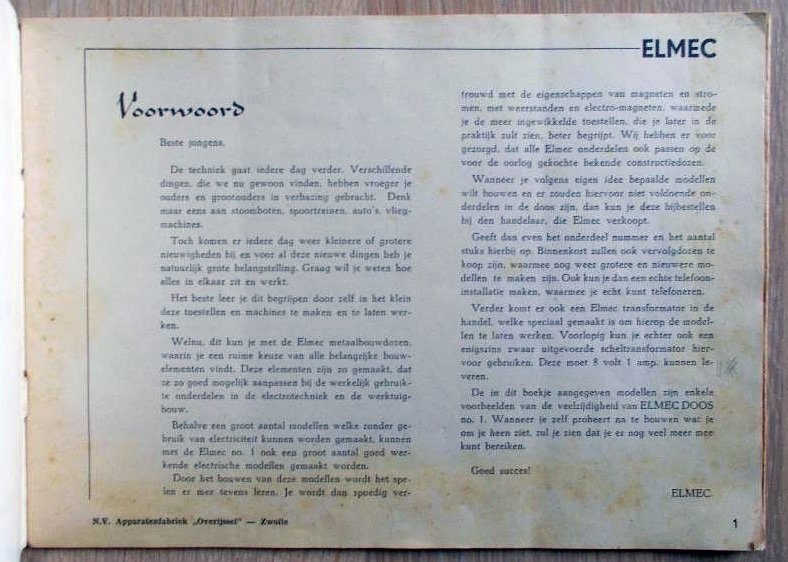 ELMEC
Voorwoord
Beste jongens,
De techniek gaat iedere dag verder. Verschillende
dingen, die we nu gewoon vinden, hebben vroeger je
ouders en grootouders in verbazing gebracht. Denk
maar eens aan stoomboten, spoortreinen, auto's, vlieg-
machines.
Toch komen er iedere dag weer kleinere of grotere
nieuwigheden bij en voor al deze nieuwe dingen heb je
natuurlijk grote belangstelling. Graag wil je weten hoe
alles in elkaar zit en werkt.
Het beste leer je dit begrijpen door zelf in het klein
deze toestellen en machines te maken en te laten wer-
ken.
Welnu, dit kun je met de Elmec metaalbouwdozen,
waarin je een ruime keuze van alle belangrijke bouw-
elementen vindt. Deze elementen zijn zo gemaakt, dat
ze zo goed mogelijk aanpassen bij de werkelijk gebruik-
te onderdelen in de electrotechniek en de werktuig-
bouw.
Behalve een groot aantal modellen welke zonder ge-
bruik van electriciteit kunnen worden gemaakt, kunnen
met de Elmec no. 1 ook een groot aantal goed wer-
kende electrische modellen gemaakt worden.
Door het bouwen van deze modellen wordt het spe-
len er mee tevens leren. Je wordt dan spoedig ver-
trouwd met de eigenschappen van magneten en stro-
men, met weerstanden en electro-magneten, waarmede
je de meer ingewikkelde toestellen, die je later in de
praktijk zult zien, beter begrijpt. Wij hebben er voor
gezorgd, dat alle Elmec onderdelen ook passen op de
voor de oorlog gekochte bekende constructiedozen.
Wanneer je volgens eigen idee bepaalde modellen
wilt bouwen en er zouden hiervoor niet voldoende on-
derdelen in de doos zijn, dan kun je deze bijbestellen
bij den handelaar, die Elmec verkoopt.
Geeft dan even het onderdeel nummer en het aantal
stuks hierbij op. Binnenkort zullen ook vervolgdozen te
koop zijn, waarmee nog weer grotere en nieuwere mo-
dellen te maken zijn. Ook kun je dan een echte telefoon-
installatie maken, waarmee je echt kunt telefoneren.
Verder komt er ook een Elmec transformator in de
handel, welke speciaal gemaakt is om hierop de model-
len te laten werken. Voorlopig kun je echter ook een
enigszins zwaar uitgevoerde scheltransformator hier-
voor gebruiken. Deze moet 8 volt 1 amp. kunnen le-
veren.
De in dit boekje aangegeven modellen zijn enkele
voorbeelden van de veelzijdigheid van ELMEC DOOS
no. 1. Wanneer je zelf probeert na te bouwen wat je
om je heen ziet, zul je zien dat je er nog veel meer mee
kunt bereiken.
Goed succes!
ELMEC
N.V. Apparatenfabriek „Overijssel" — Zwolle
1